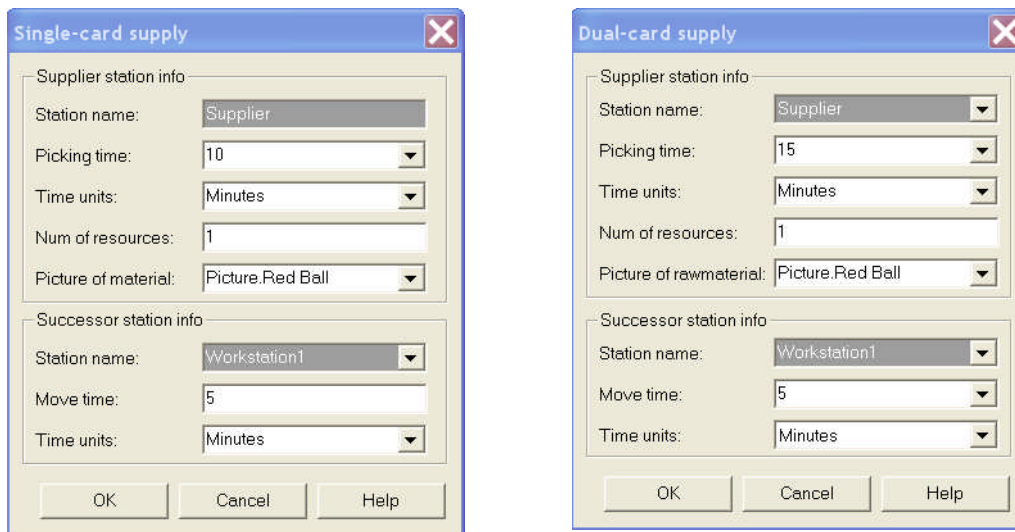 Single-card supply
Supplier station info
Station name: Supplier
Picking time: 10
Time units: Minutes
Num of resources: 1
Picture of material: Picture.Red Ball
Successor station info
Station name: Workstation1
Move time: 5
Time units: Minutes
OK Cancel Help
Dual-card supply
Supplier station info
Station name: Supplier
Picking time: 15
Time units: Minutes
Num of resources: 1
Picture of rawmaterial: Picture.Red Ball
Successor station info
Station name: Workstation1
Move time: 5
Time units: Minutes
OK Cancel Help